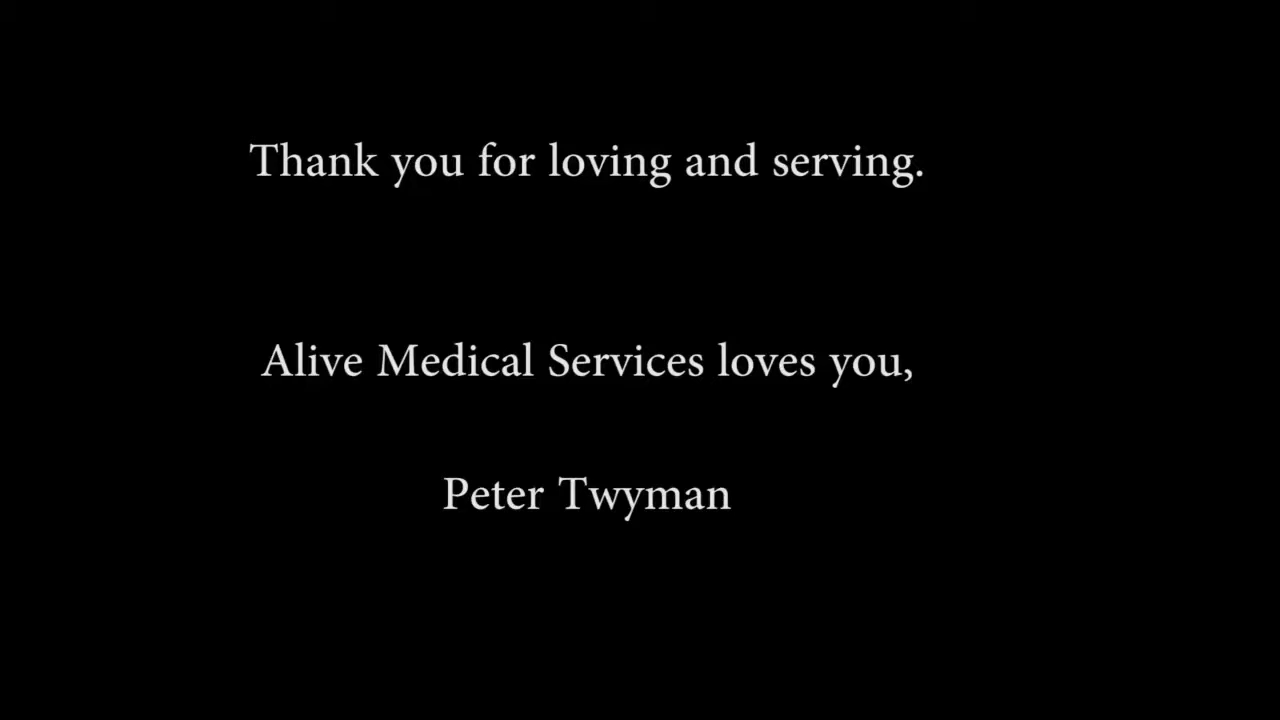 Thank you for loving and serving.
Alive Medical Services loves you,
Peter Twyman